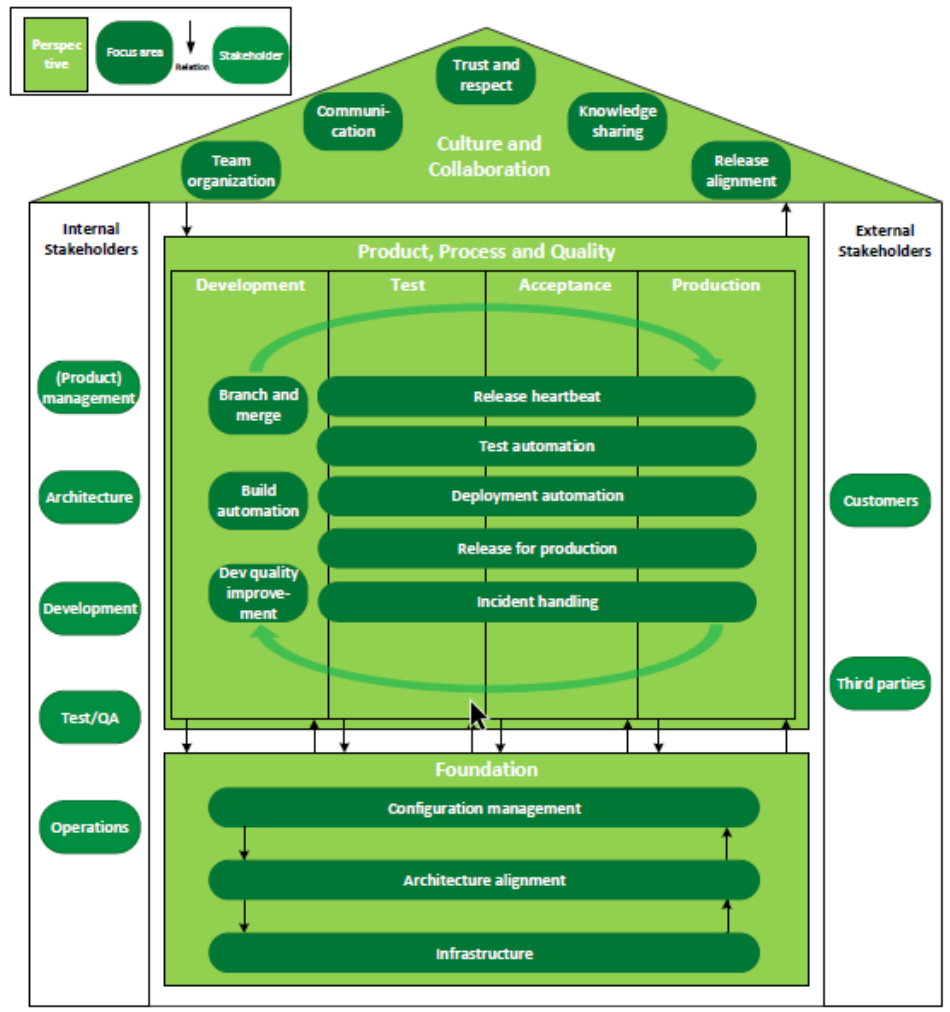 Perspec
tive
Focus area
Relation
Stakeholder
Trust and
respect
Communi-
cation
Knowledge
sharing
Culture and
Collaboration
Team
organization
Release
alignment
Internal
Stakeholders
External
Stakeholders
Product, Process and Quality
Development
Test
Acceptance
Production
(Product)
management
Architecture
Development
Test/QA
Operations
Branch and
merge
Build
automation
Dev quality
improve-
ment
Release heartbeat
Test automation
Deployment automation
Release for production
Incident handling
Customers
Third parties
Foundation
Configuration management
Architecture alignment
Infrastructure